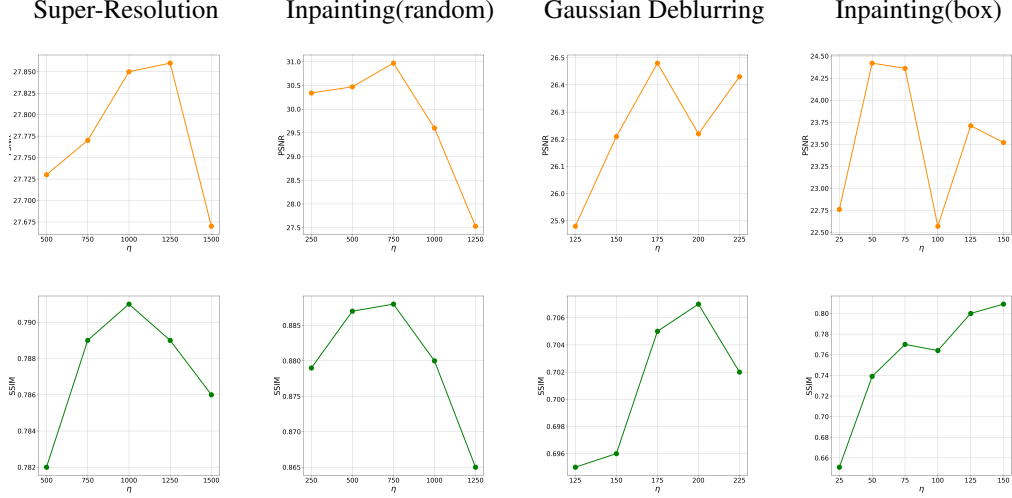 Super-Resolution Inpainting(random) Gaussian Deblurring Inpainting(box)
27.850
27.825
27.800
27.775
27.750
27.725
27.700
27.675
500 750 1000 1250 1500
η
31.0
30.5
30.0
29.5
29.0
28.5
28.0
27.5
PSNR
250 500 750 1000 1250
η
26.5
26.4
26.3
26.2
26.1
26.0
25.9
PSNR
125 150 175 200 225
η
24.50
24.25
24.00
23.75
23.50
23.25
23.00
22.75
22.50
PSNR
25 50 75 100 125 150
η
0.790
0.788
0.786
0.784
0.782
SSIM
500 750 1000 1250 1500
η
0.885
0.880
0.875
0.870
0.865
SSIM
250 500 750 1000 1250
η
0.706
0.704
0.702
0.700
0.698
0.696
SSIM
125 150 175 200 225
η
0.80
0.76
0.74
0.72
0.70
0.68
0.66
SSIM
25 50 75 100 125 150
η